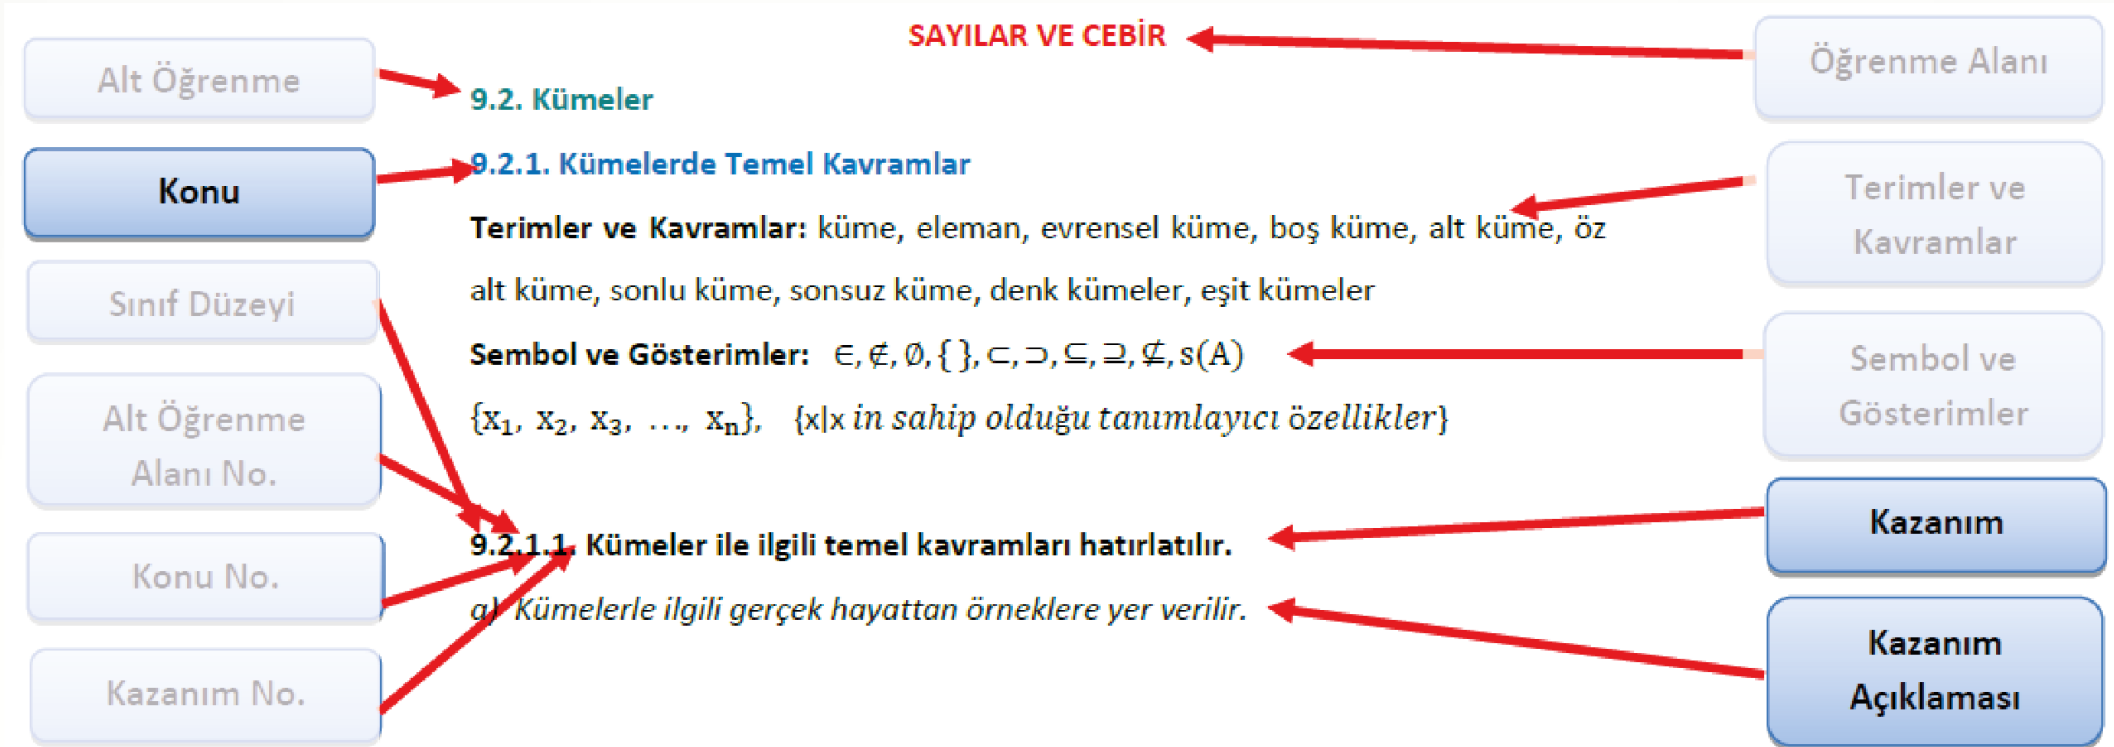 SAYILAR VE CEBİR
Öğrenme Alanı
Alt Öğrenme
9.2. Kümeler
Konu
9.2.1. Kümelerde Temel Kavramlar
Terimler ve
Kavramlar
Terimler ve Kavramlar: küme, eleman, evrensel küme, boş küme, alt küme, öz
alt küme, sonlu küme, sonsuz küme, denk kümeler, eşit kümeler
Sınıf Düzeyi
Sembol ve Gösterimler: ∈, ∉, ∅, { }, ⊂, ⊃, ⊆, ⊇, ⊈, s(A)
{x₁, x₂, x₃, …, xₙ}, {x|x in sahip olduğu tanımlayıcı özellikler}
Sembol ve
Gösterimler
Alt Öğrenme
Alanı No.
Kazanım
9.2.1.1. Kümeler ile ilgili temel kavramları hatırlatılır.
Konu No.
a) Kümelerle ilgili gerçek hayattan örneklere yer verilir.
Kazanım
Açıklaması
Kazanım No.